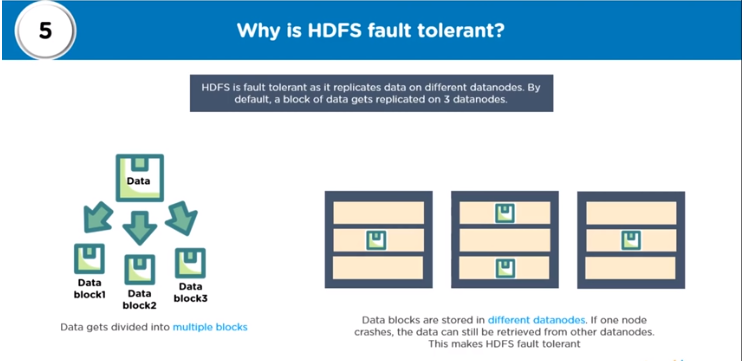 5
Why is HDFS fault tolerant?
HDFS is fault tolerant as it replicates data on different datanodes. By
default, a block of data gets replicated on 3 datanodes.
Data
Data
block1
Data
block2
Data
block3
Data gets divided into multiple blocks
Data blocks are stored in different datanodes. If one node
crashes, the data can still be retrieved from other datanodes.
This makes HDFS fault tolerant